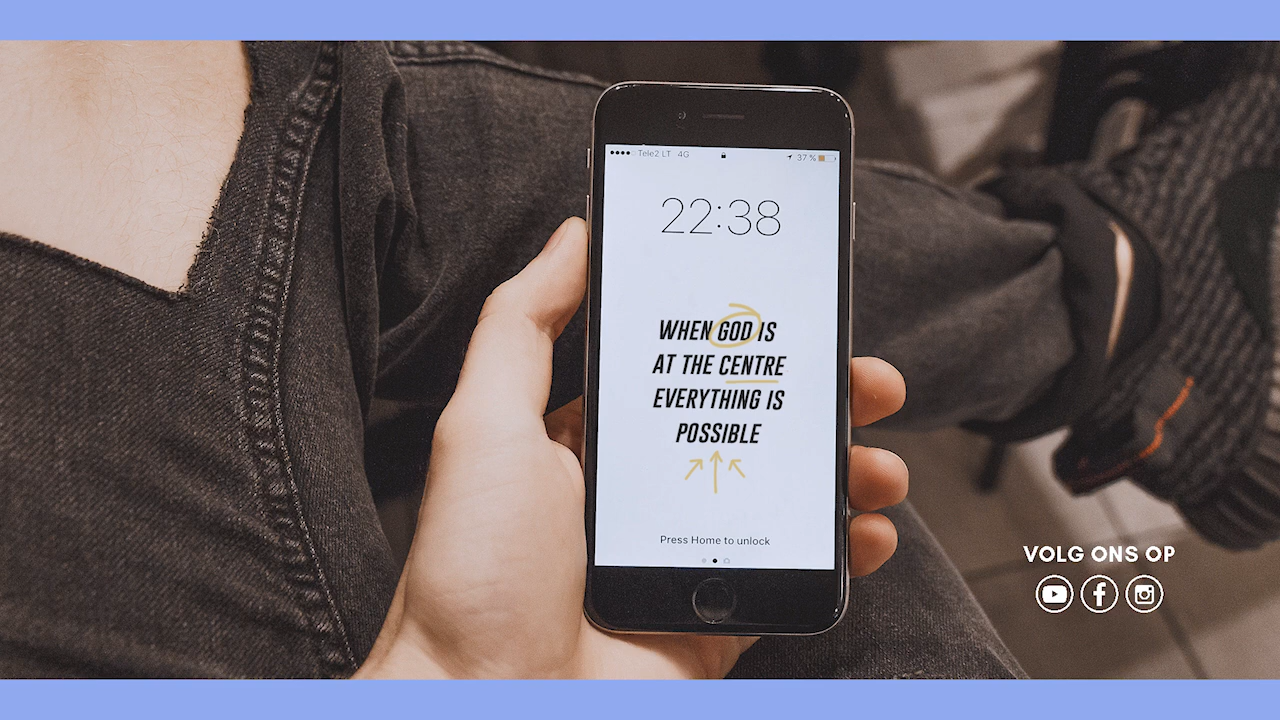 Tele2 LT 4G
37 %
22:38
WHEN GOD IS
AT THE CENTRE
EVERYTHING IS
POSSIBLE
Press Home to unlock
VOLG ONS OP